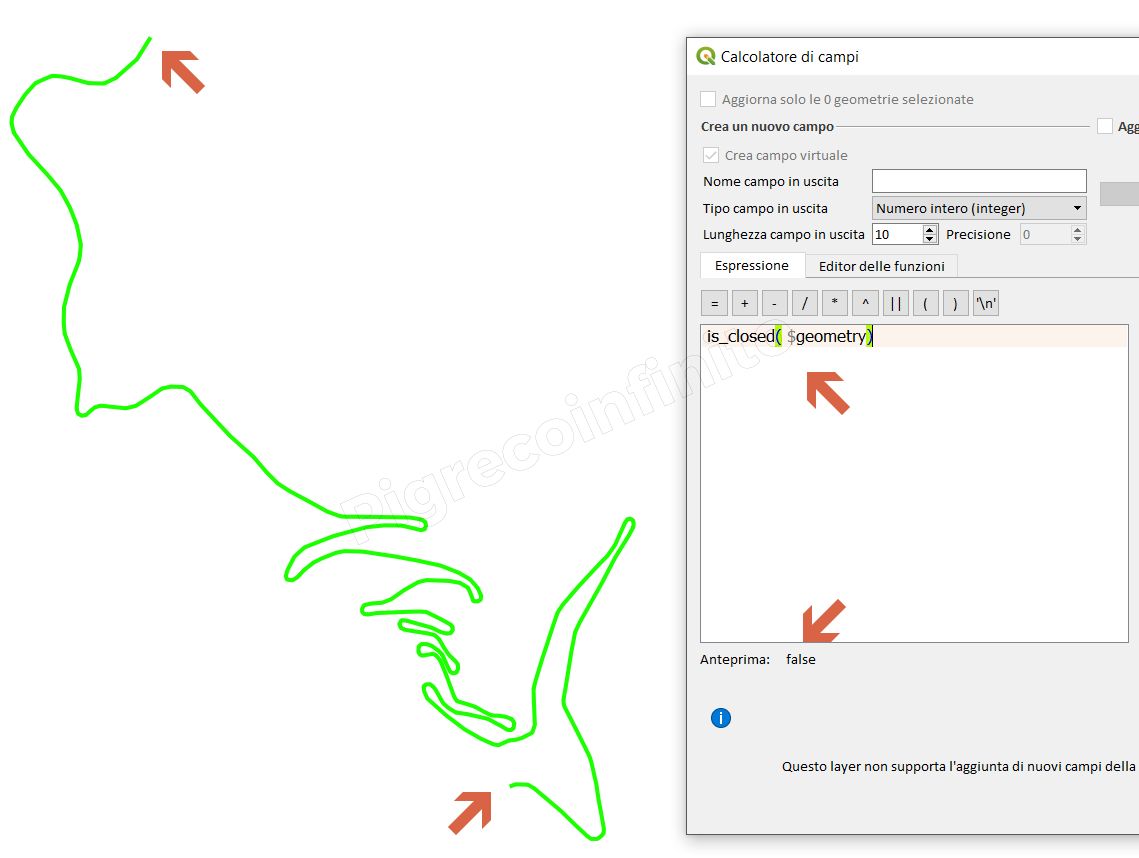 Calcolatore di campi
Aggiorna solo le 0 geometrie selezionate
Crea un nuovo campo
Agg
Crea campo virtuale
Nome campo in uscita
Tipo campo in uscita Numero intero (integer)
Lunghezza campo in uscita 10 Precisione 0
Espressione Editor delle funzioni
= + - / * ^ || ( ) '\n'
is_closed( $geometry)
Pigrecoinfinito
Anteprima: false
i
Questo layer non supporta l'aggiunta di nuovi campi della